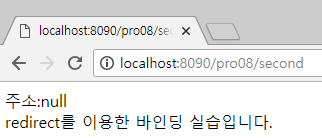 localhost:8090/pro08/sec
localhost:8090/pro08/second
주소:null
redirect를 이용한 바인딩 실습입니다.